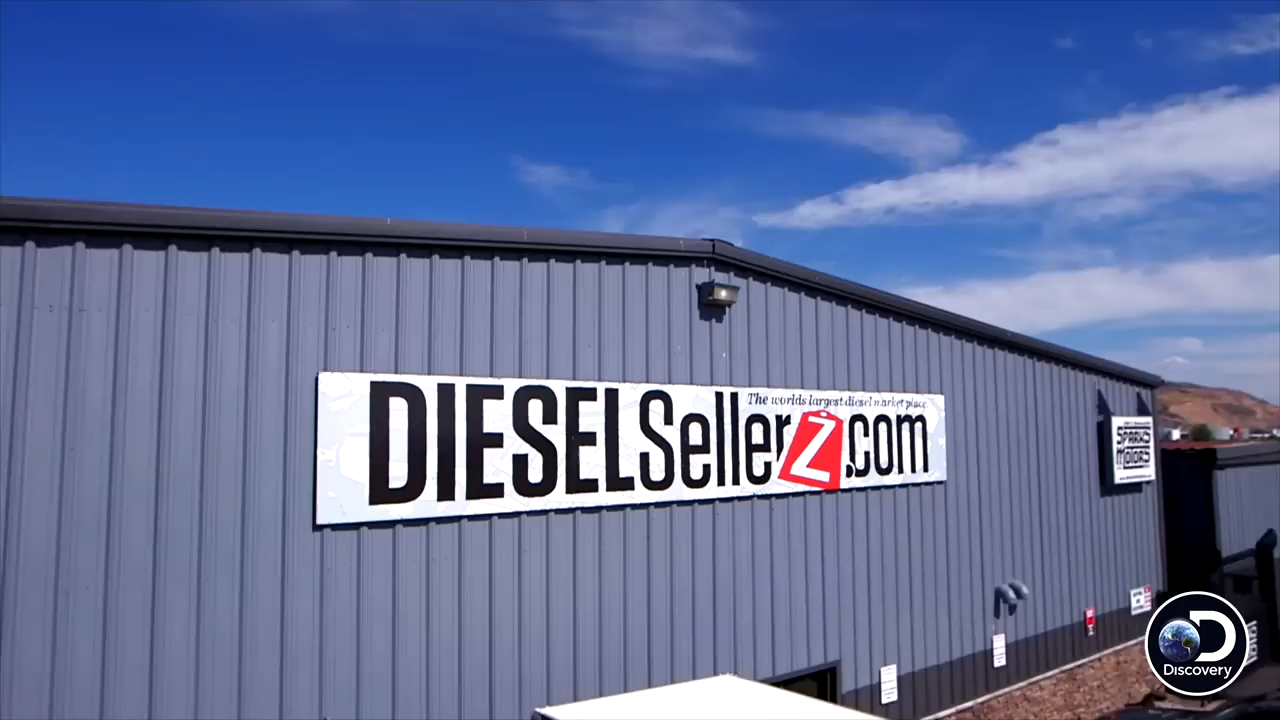 The worlds largest diesel market place.
DIESELSellerZ.com
SPARKS
MOTORS
Discovery